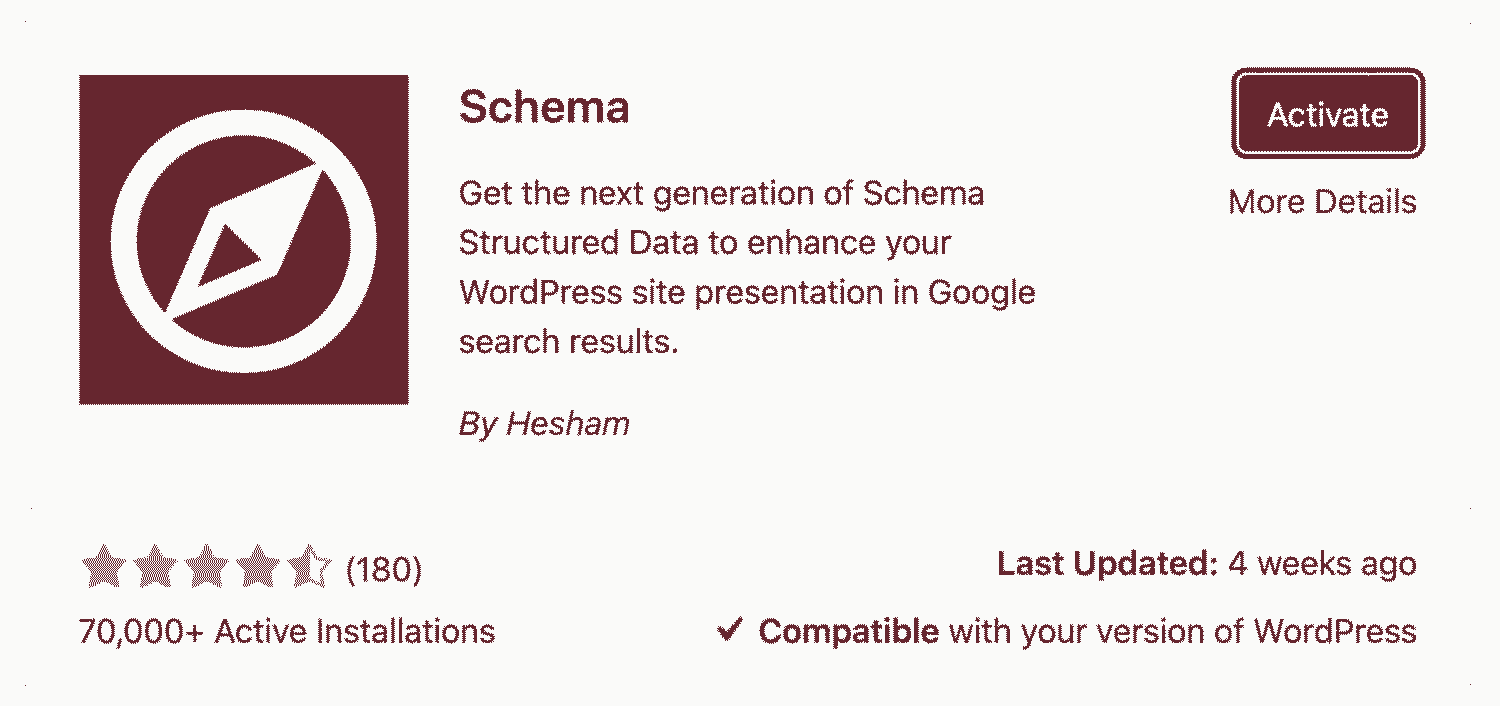 Schema
Activate
Get the next generation of Schema
More Details
Structured Data to enhance your
WordPress site presentation in Google
search results.
By Hesham
(180)
Last Updated: 4 weeks ago
70,000+ Active Installations
✔ Compatible with your version of WordPress